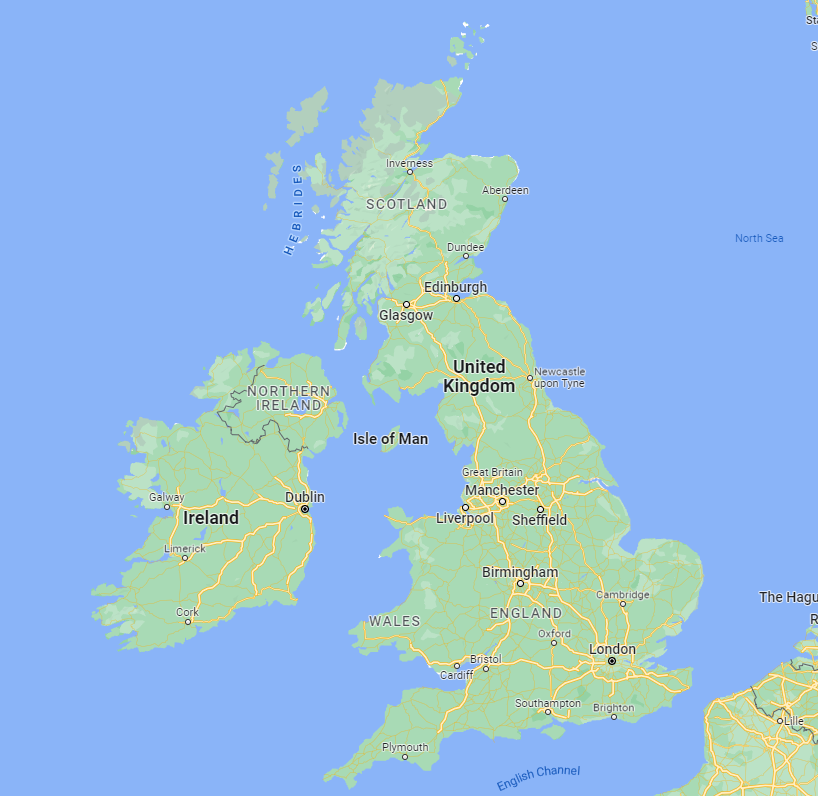 Inverness
SCOTLAND
Aberdeen
HEBRIDES
North Sea
Dundee
Edinburgh
Glasgow
United
Kingdom
Newcastle
upon Tyne
NORTHERN
IRELAND
Isle of Man
Great Britain
Manchester
Galway
Dublin
Ireland
Liverpool
Sheffield
Limerick
Birmingham
Cambridge
The Hagu
Cork
WALES
ENGLAND
R
Oxford
London
Bristol
Cardiff
Southampton
Brighton
Lille
Plymouth
English Channel